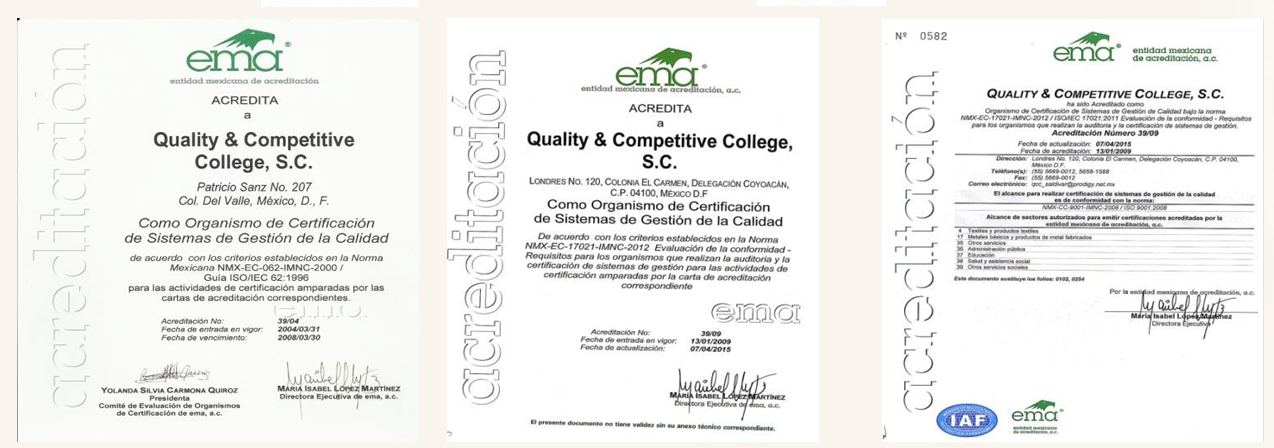 acreditación
ema®
entidad mexicana de acreditación
ACREDITA
a
Quality & Competitive
College, S.C.
Patricio Sanz No. 207
Col. Del Valle, México, D., F.
Como Organismo de Certificación
de Sistemas de Gestión de la Calidad
de acuerdo con los criterios establecidos en la Norma
Mexicana NMX-EC-062-IMNC-2000 /
Guía ISO/IEC 62:1996
para las actividades de certificación amparadas por las
cartas de acreditación correspondientes.
ema
Acreditación No: 39/04
Fecha de entrada en vigor: 2004/03/31
Fecha de vencimiento: 2008/03/30
YOLANDA SILVIA CARMONA QUIROZ
Presidenta
Comité de Evaluación de Organismos
de Certificación de ema, a.c.
MARÍA ISABEL LÓPEZ MARTÍNEZ
Directora Ejecutiva de ema, a.c.
acreditación
ema®
entidad mexicana de acreditación, a.c.
ACREDITA
a
Quality & Competitive College,
S.C.
LONDRES NO. 120, COLONIA EL CARMEN, DELEGACIÓN COYOACÁN,
C.P. 04100, MÉXICO D.F
Como Organismo de Certificación
de Sistemas de Gestión de la Calidad
De acuerdo con los criterios establecidos en la Norma
NMX-EC-17021-IMNC-2012 Evaluación de la conformidad -
Requisitos para los organismos que realizan la auditoría y la
certificación de sistemas de gestión para las actividades de
certificación amparadas por la carta de acreditación
correspondiente
ema
Acreditación No: 39/09
Fecha de entrada en vigor: 13/01/2009
Fecha de actualización: 07/04/2015
MARÍA ISABEL LÓPEZ MARTÍNEZ
Directora Ejecutiva de ema, a.c.
El presente documento no tiene validez sin su anexo técnico correspondiente.
Nº 0582
acreditación
ema®
entidad mexicana
de acreditación, a.c.
QUALITY & COMPETITIVE COLLEGE, S.C.
ha sido Acreditado como
Organismo de Certificación de Sistemas de Gestión de Calidad bajo la norma
NMX-EC-17021-IMNC-2012 / ISO/IEC 17021:2011 Evaluación de la conformidad - Requisitos
para los organismos que realizan la auditoría y la certificación de sistemas de gestión.
Acreditación Número 39/09
Fecha de actualización: 07/04/2015
Fecha de acreditación: 13/01/2009
Dirección: Londres No. 120, Colonia El Carmen, Delegación Coyoacán, C.P. 04100,
México D.F.
Teléfono(s): (55) 5669-0012, 5658-1588
Fax: (55) 5669-0012
Correo electrónico: qcc_saldivar@prodigy.net.mx
El alcance para realizar certificación de sistemas de gestión de la calidad
es de conformidad con la norma:
NMX-CC-9001-IMNC-2008 / ISO 9001:2008
Alcance de sectores autorizados para emitir certificaciones acreditadas por la
entidad mexicana de acreditación, a.c.
4 Textiles y productos textiles
17 Metales básicos y productos de metal fabricados
35 Otros servicios
36 Administración pública
37 Educación
38 Salud y asistencia social
39 Otros servicios sociales
Este documento sustituye los folios: 0102, 0254
Por la entidad mexicana de acreditación, a.c.
María Isabel López Martínez
Directora Ejecutiva
IAF
ema®
entidad mexicana
de acreditación, a.c.